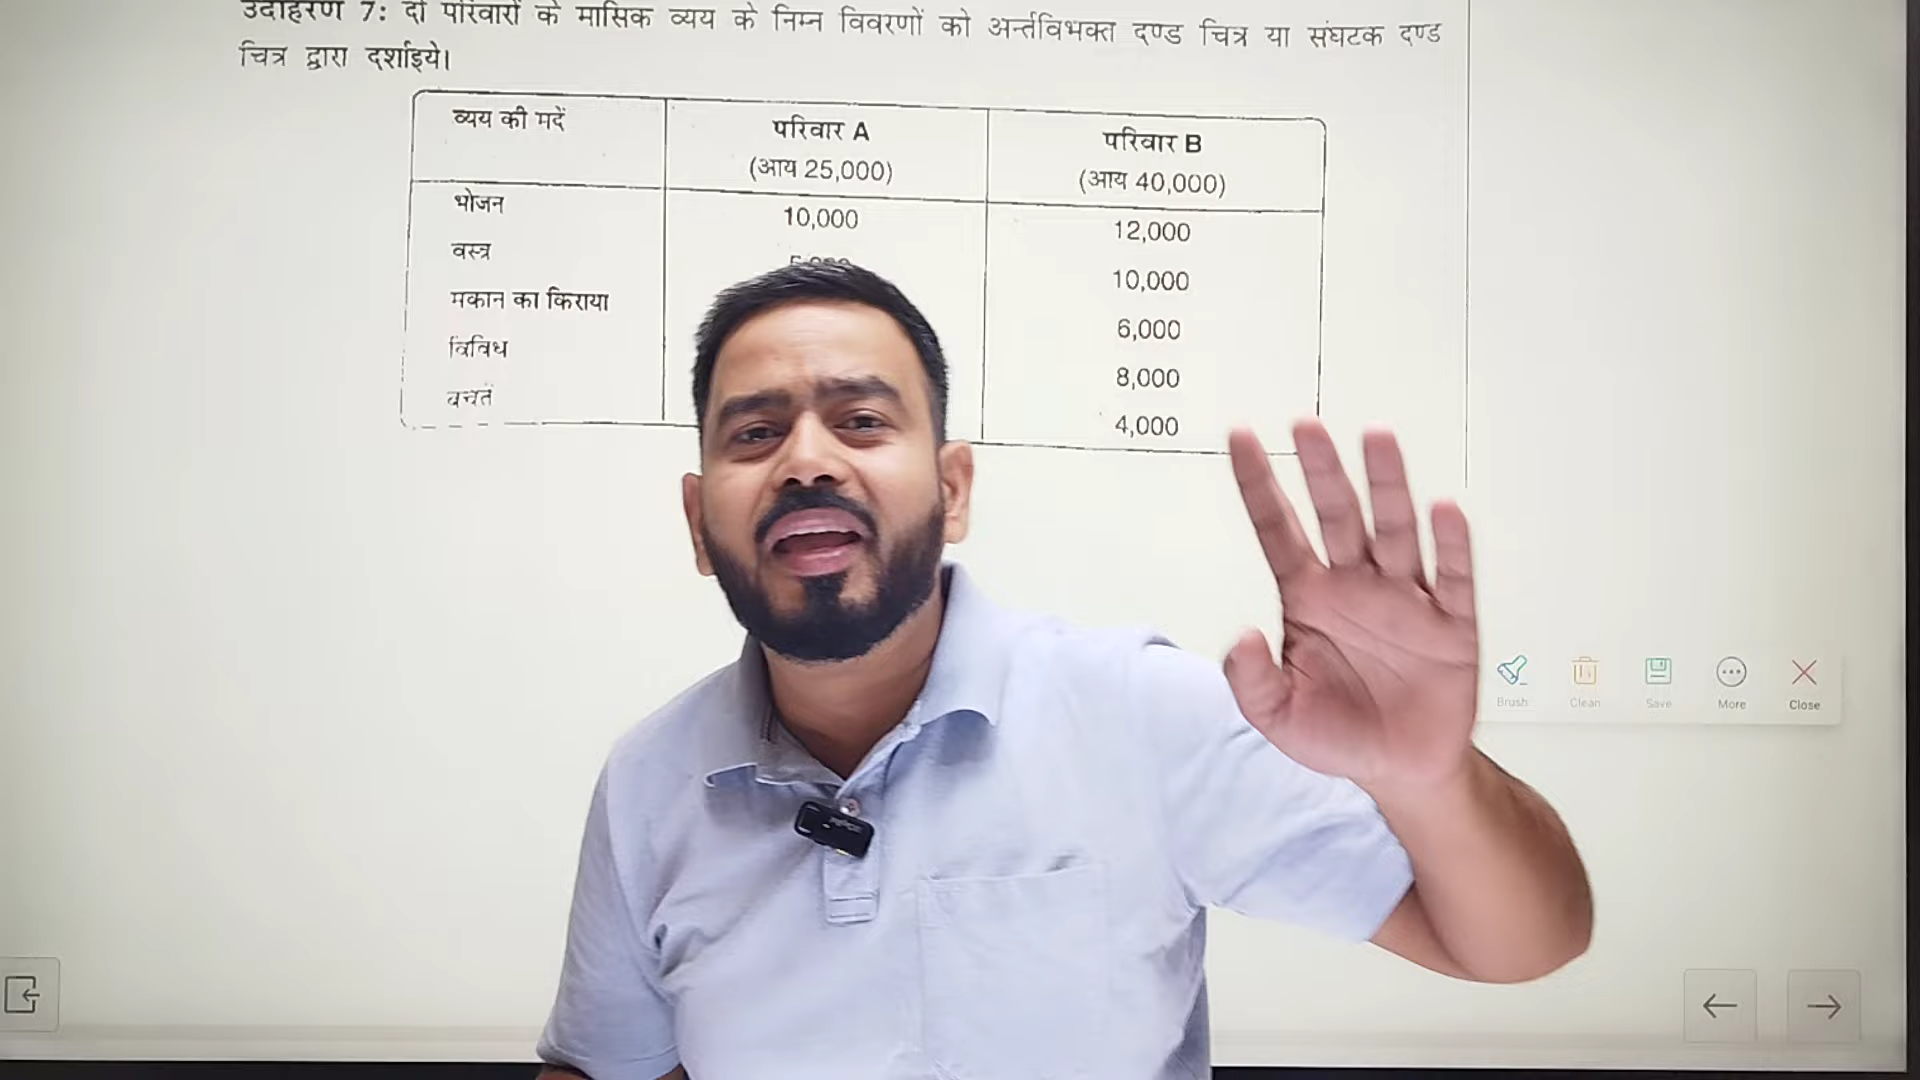 उदाहरण 7: दो परिवारों के मासिक व्यय के निम्न विवरणों को अर्न्तविभक्त दण्ड चित्र या संघटक दण्ड
चित्र द्वारा दर्शाइये।
व्यय की मदें
परिवार A
(आय 25,000)
परिवार B
(आय 40,000)
भोजन
10,000
12,000
वस्त्र
10,000
मकान का किराया
6,000
विविध
8,000
बचतें
4,000
Brush
Clean
Save
More
Close